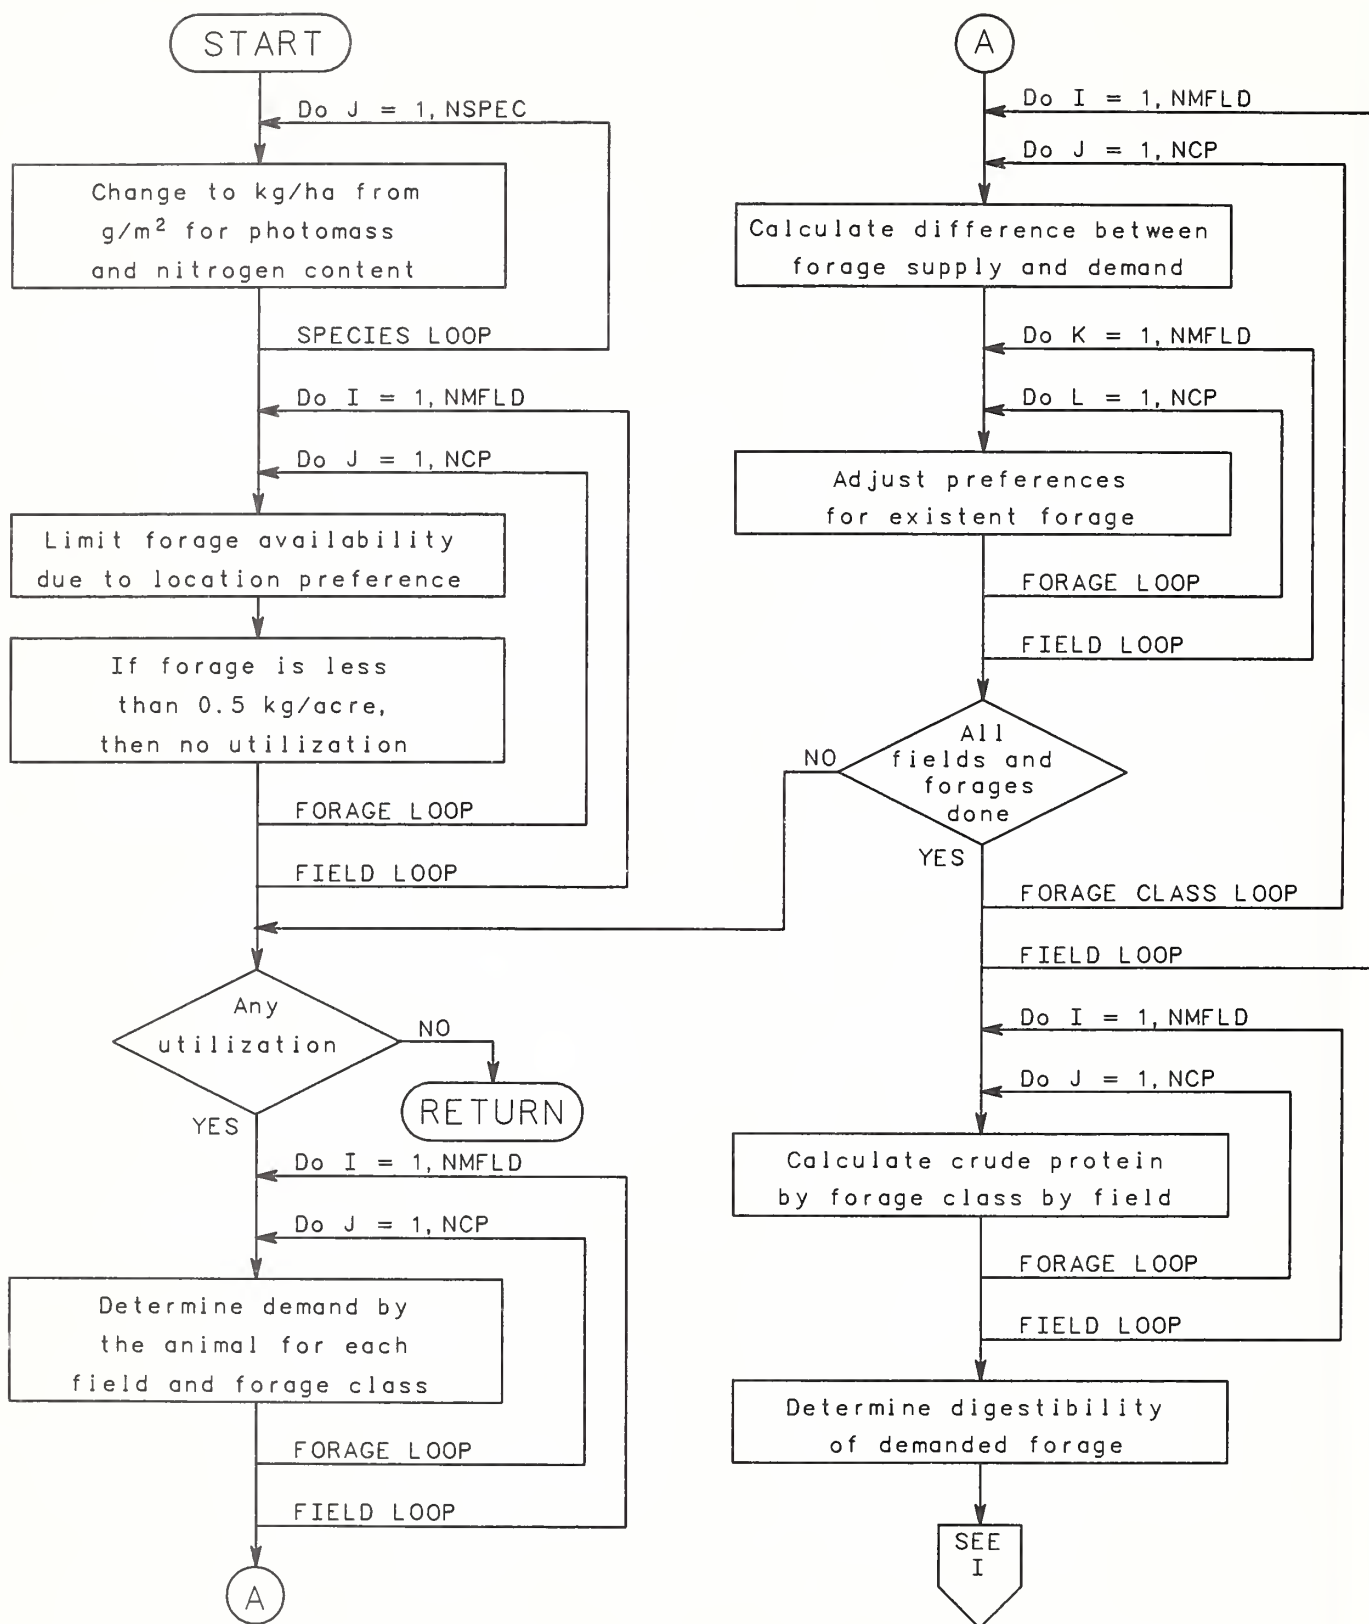 START
Do J = 1, NSPEC
Change to kg/ha from
g/m² for photomass
and nitrogen content
SPECIES LOOP
Do I = 1, NMFLD
Do J = 1, NCP
Limit forage availability
due to location preference
If forage is less
than 0.5 kg/acre,
then no utilization
FORAGE LOOP
FIELD LOOP
Any
utilization
NO
RETURN
YES
Do I = 1, NMFLD
Do J = 1, NCP
Determine demand by
the animal for each
field and forage class
FORAGE LOOP
FIELD LOOP
A
A
Do I = 1, NMFLD
Do J = 1, NCP
Calculate difference between
forage supply and demand
Do K = 1, NMFLD
Do L = 1, NCP
Adjust preferences
for existent forage
FORAGE LOOP
FIELD LOOP
All
fields and
forages
done
NO
YES
FORAGE CLASS LOOP
FIELD LOOP
Do I = 1, NMFLD
Do J = 1, NCP
Calculate crude protein
by forage class by field
FORAGE LOOP
FIELD LOOP
Determine digestibility
of demanded forage
SEE
I